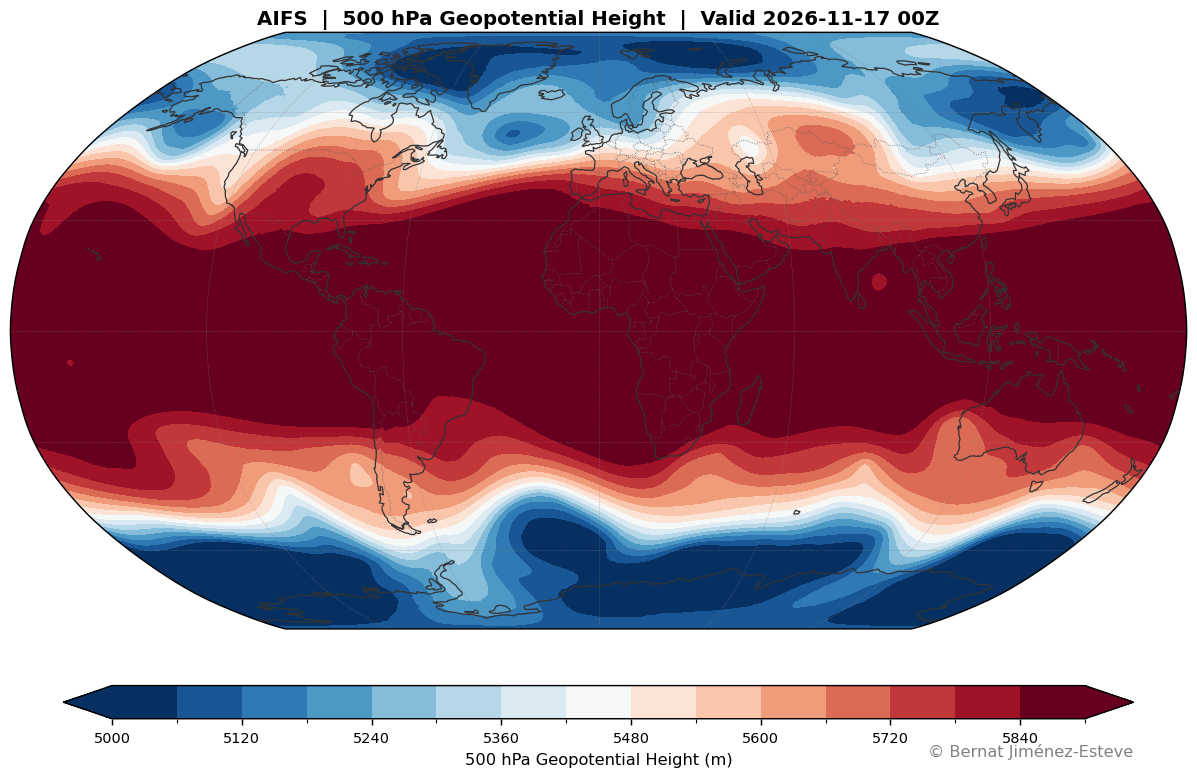 AIFS  |  500 hPa Geopotential Height  |  Valid 2026-11-17 00Z
5000 5120 5240 5360 5480 5600 5720 5840
500 hPa Geopotential Height (m)
© Bernat Jiménez-Esteve